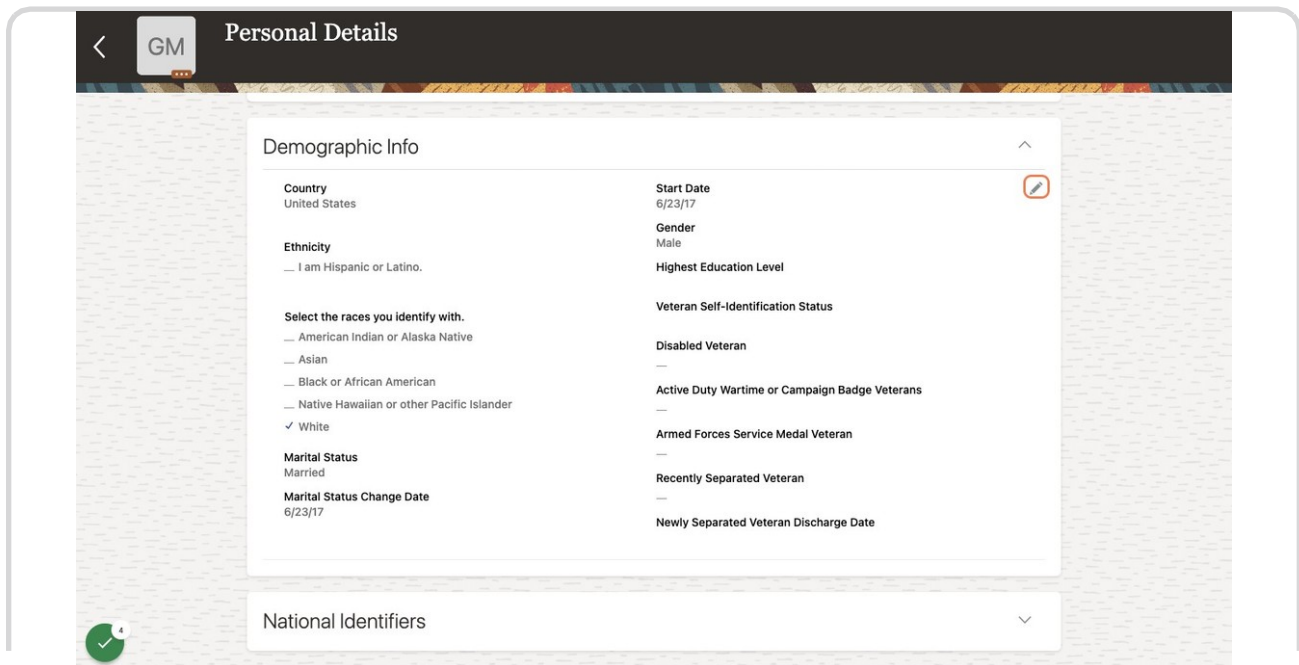 GM
Personal Details
Demographic Info
Country
United States
Ethnicity
I am Hispanic or Latino.
Select the races you identify with.
American Indian or Alaska Native
Asian
Black or African American
Native Hawaiian or other Pacific Islander
White
Marital Status
Married
Marital Status Change Date
6/23/17
Start Date
6/23/17
Gender
Male
Highest Education Level
Veteran Self-Identification Status
Disabled Veteran
—
Active Duty Wartime or Campaign Badge Veterans
—
Armed Forces Service Medal Veteran
—
Recently Separated Veteran
—
Newly Separated Veteran Discharge Date
National Identifiers
4